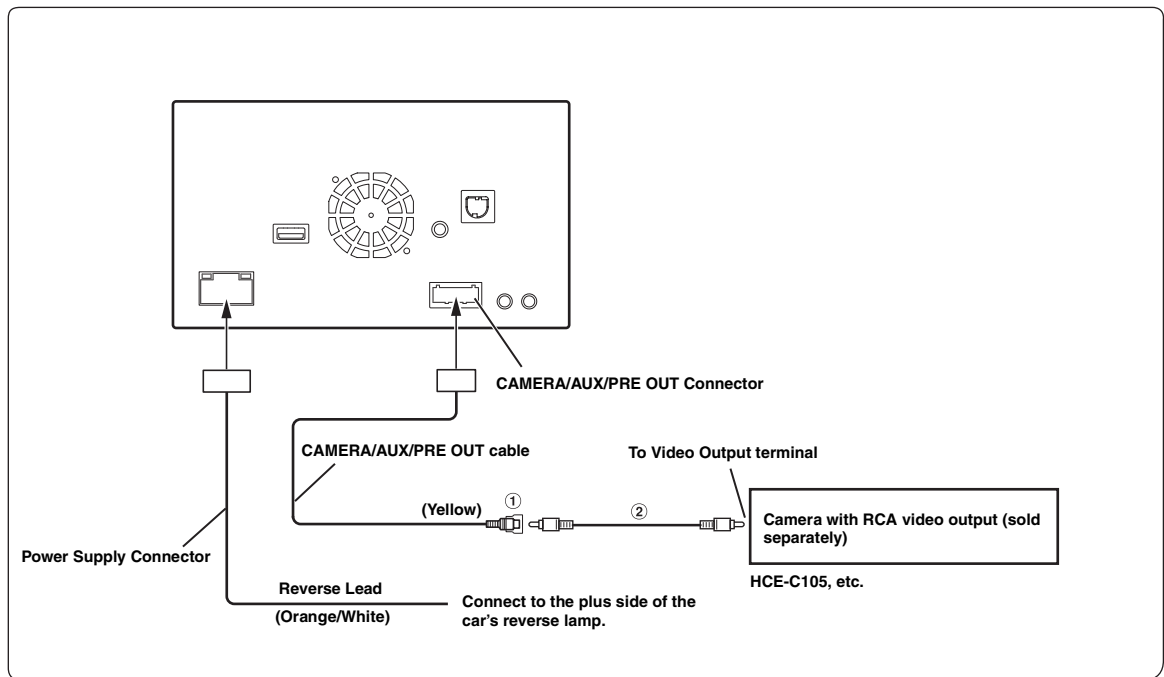 CAMERA/AUX/PRE OUT Connector
CAMERA/AUX/PRE OUT cable
To Video Output terminal
(Yellow)
①
②
Camera with RCA video output (sold
separately)
Power Supply Connector
HCE-C105, etc.
Reverse Lead
(Orange/White)
Connect to the plus side of the
car's reverse lamp.